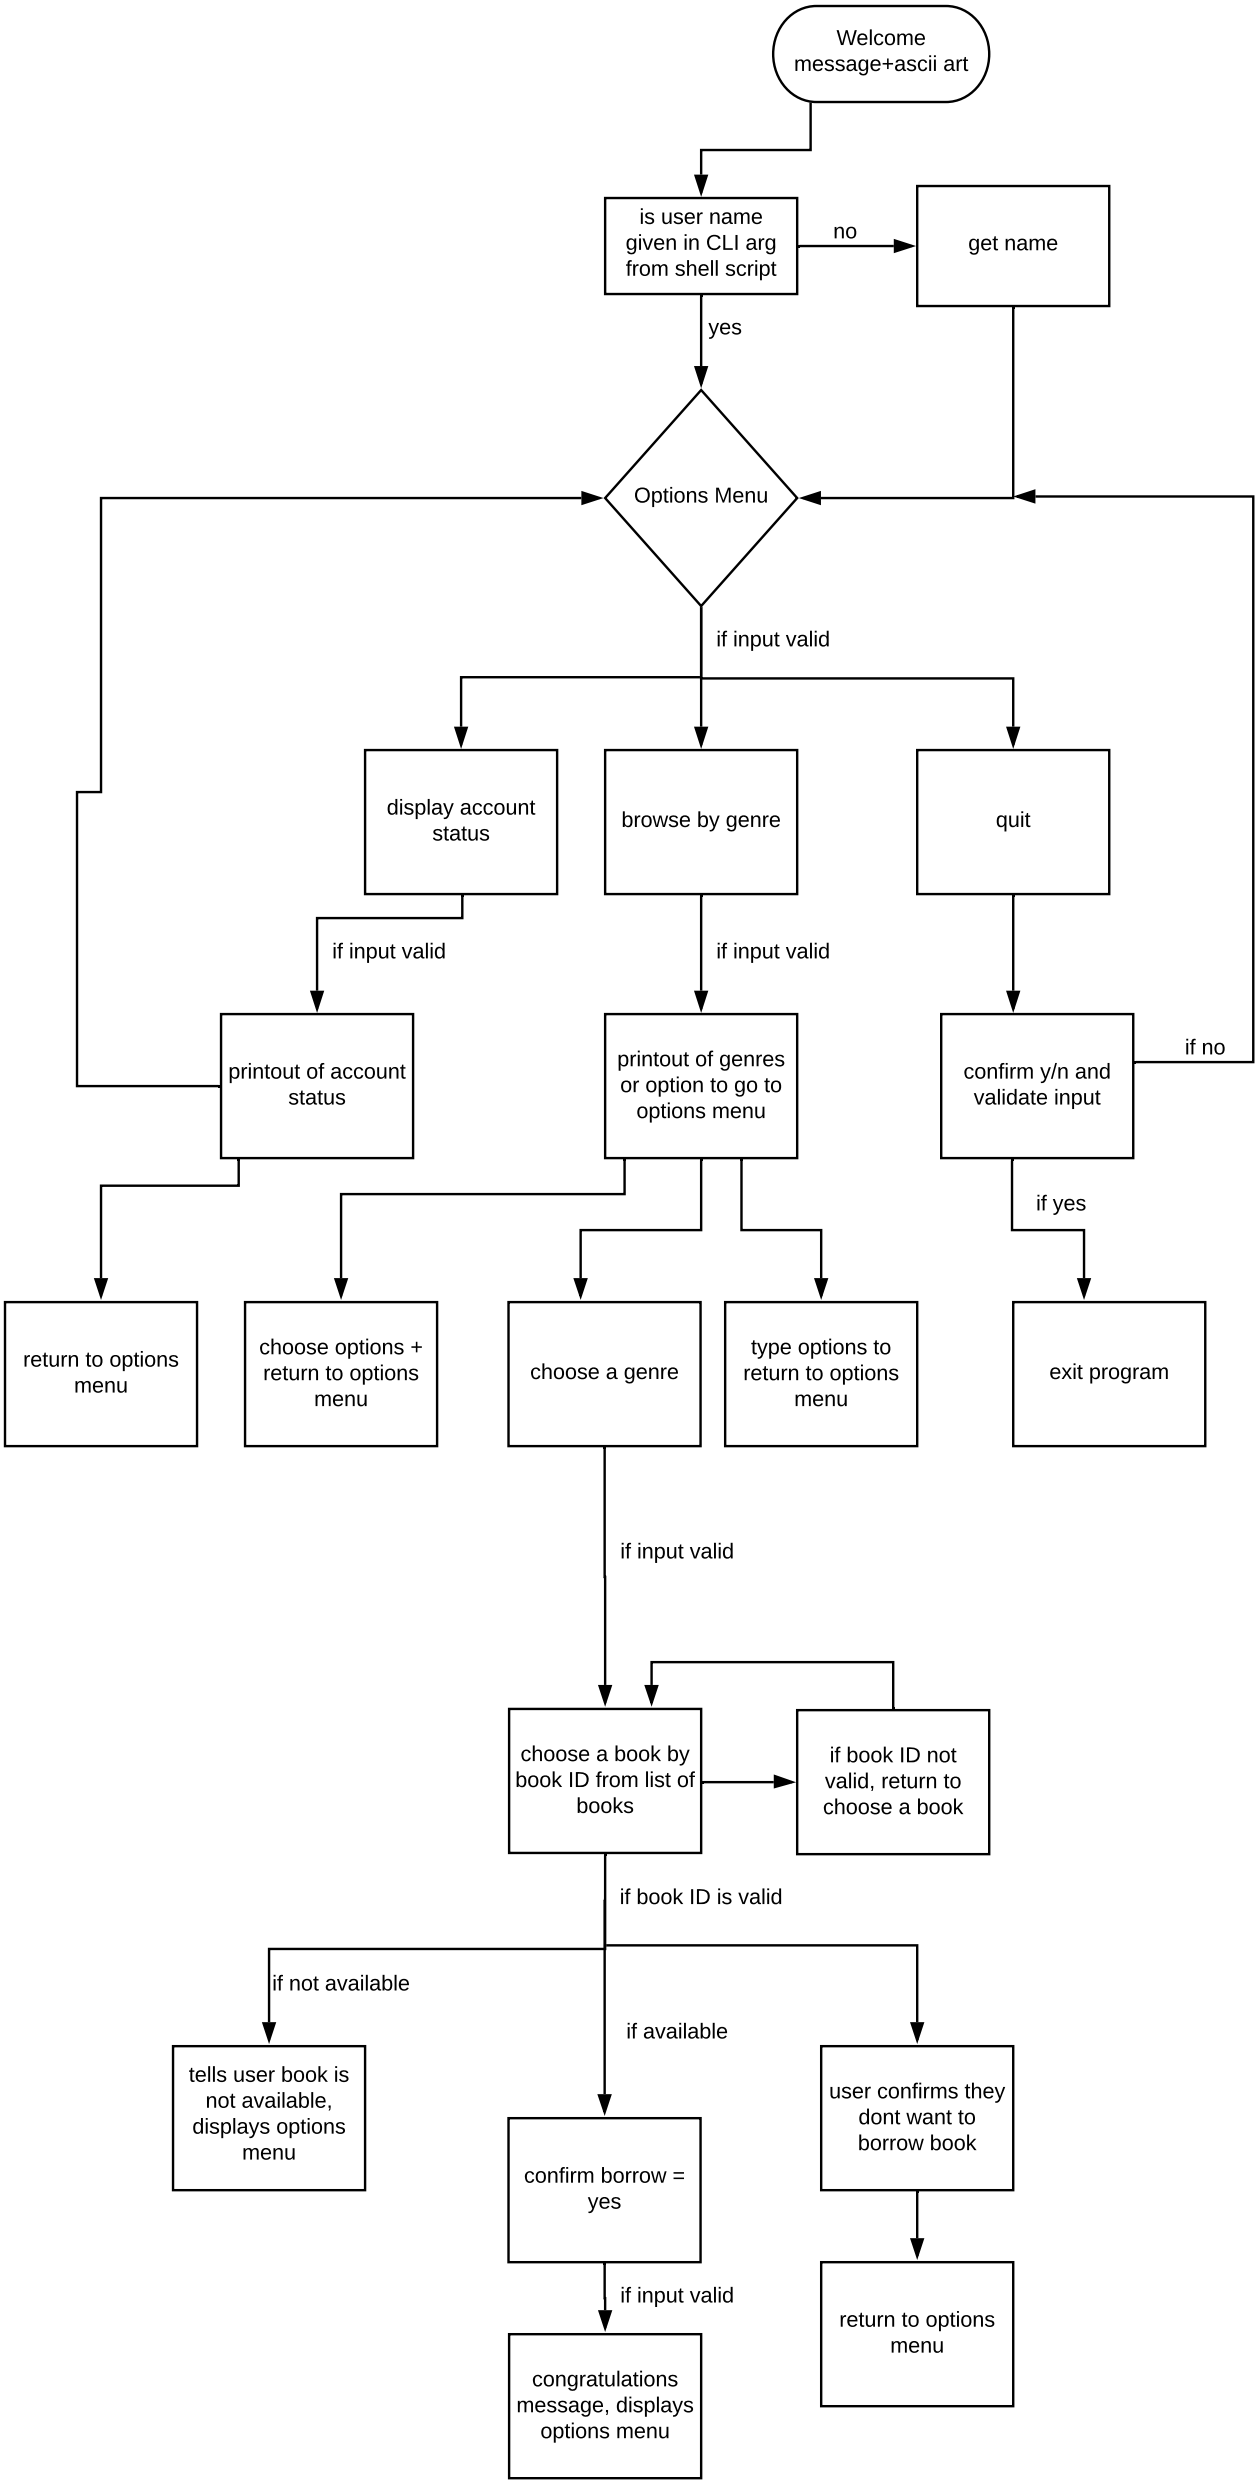 Welcome
message+ascii art
is user name
given in CLI arg
from shell script
no
get name
yes
Options Menu
if input valid
display account
status
browse by genre
quit
if input valid
if input valid
printout of account
status
printout of genres
or option to go to
options menu
confirm y/n and
validate input
if no
if yes
return to options
menu
choose options +
return to options
menu
choose a genre
type options to
return to options
menu
exit program
if input valid
choose a book by
book ID from list of
books
if book ID not
valid, return to
choose a book
if book ID is valid
if not available
if available
tells user book is
not available,
displays options
menu
user confirms they
dont want to
borrow book
confirm borrow =
yes
if input valid
return to options
menu
congratulations
message, displays
options menu